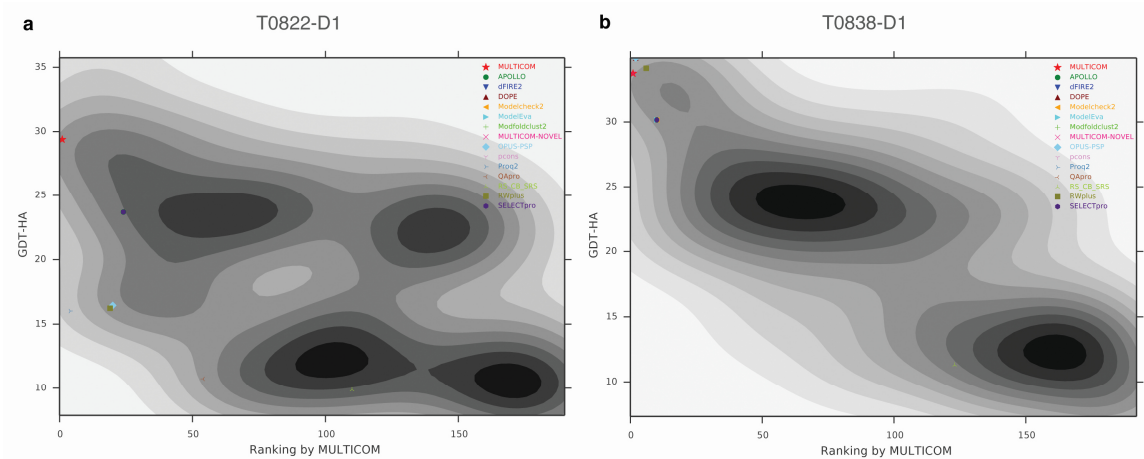 a
T0822-D1
35
30
25
20
15
10
GDT-HA
0
50
100
150
Ranking by MULTICOM
MULTICOM
APOLLO
dFIRE2
DOPE
Modelcheck2
ModelEva
Modfoldclust2
MULTICOM-NOVEL
OPUS-PSP
pcons
Proq2
QApro
RS_CB_SRS
RWplus
SELECTpro
b
T0838-D1
30
25
20
15
10
GDT-HA
0
50
100
150
Ranking by MULTICOM
MULTICOM
APOLLO
dFIRE2
DOPE
Modelcheck2
ModelEva
Modfoldclust2
MULTICOM-NOVEL
OPUS-PSP
pcons
Proq2
QApro
RS_CB_SRS
RWplus
SELECTpro